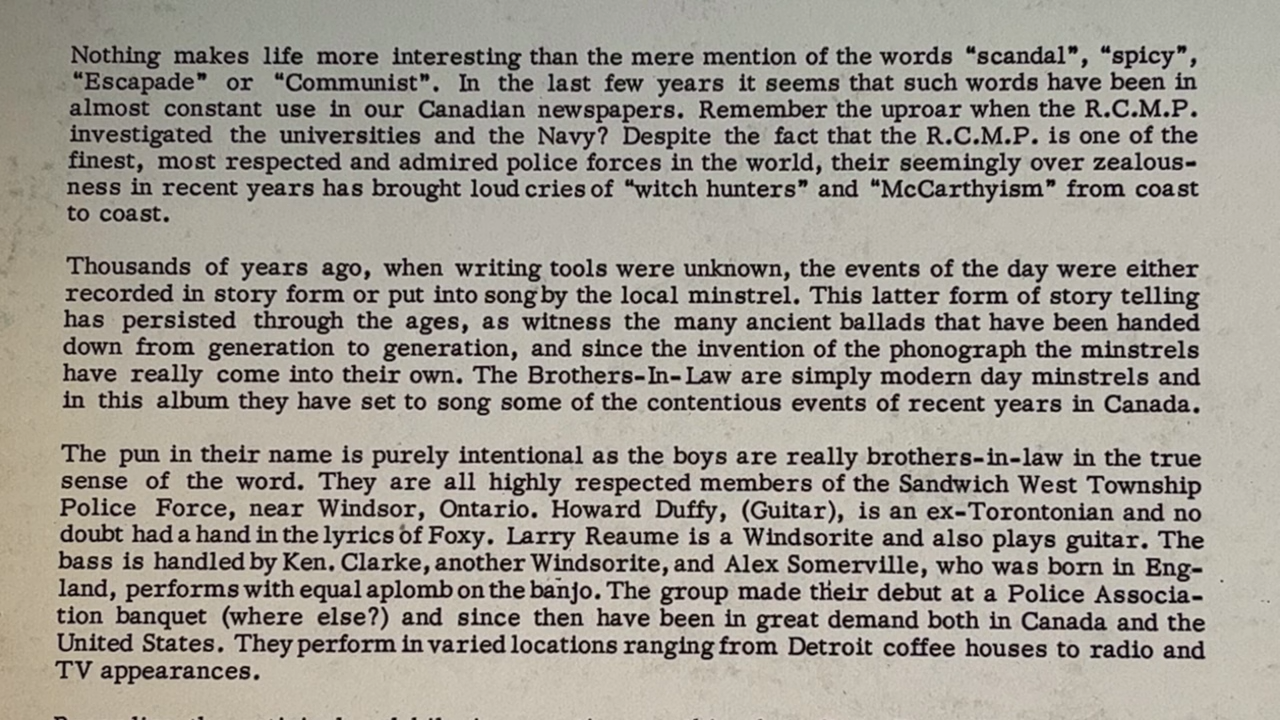 Nothing makes life more interesting than the mere mention of the words “scandal”, “spicy”,
“Escapade” or “Communist”. In the last few years it seems that such words have been in
almost constant use in our Canadian newspapers. Remember the uproar when the R.C.M.P.
investigated the universities and the Navy? Despite the fact that the R.C.M.P. is one of the
finest, most respected and admired police forces in the world, their seemingly over zealous-
ness in recent years has brought loud cries of “witch hunters” and “McCarthyism” from coast
to coast.
Thousands of years ago, when writing tools were unknown, the events of the day were either
recorded in story form or put into song by the local minstrel. This latter form of story telling
has persisted through the ages, as witness the many ancient ballads that have been handed
down from generation to generation, and since the invention of the phonograph the minstrels
have really come into their own. The Brothers-In-Law are simply modern day minstrels and
in this album they have set to song some of the contentious events of recent years in Canada.
The pun in their name is purely intentional as the boys are really brothers-in-law in the true
sense of the word. They are all highly respected members of the Sandwich West Township
Police Force, near Windsor, Ontario. Howard Duffy, (Guitar), is an ex-Torontonian and no
doubt had a hand in the lyrics of Foxy. Larry Reaume is a Windsorite and also plays guitar. The
bass is handled by Ken. Clarke, another Windsorite, and Alex Somerville, who was born in Eng-
land, performs with equal aplomb on the banjo. The group made their debut at a Police Associa-
tion banquet (where else?) and since then have been in great demand both in Canada and the
United States. They perform in varied locations ranging from Detroit coffee houses to radio and
TV appearances.